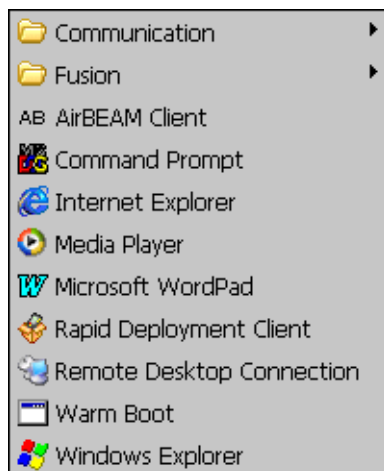 Communication
Fusion
AB AirBEAM Client
Command Prompt
Internet Explorer
Media Player
Microsoft WordPad
Rapid Deployment Client
Remote Desktop Connection
Warm Boot
Windows Explorer